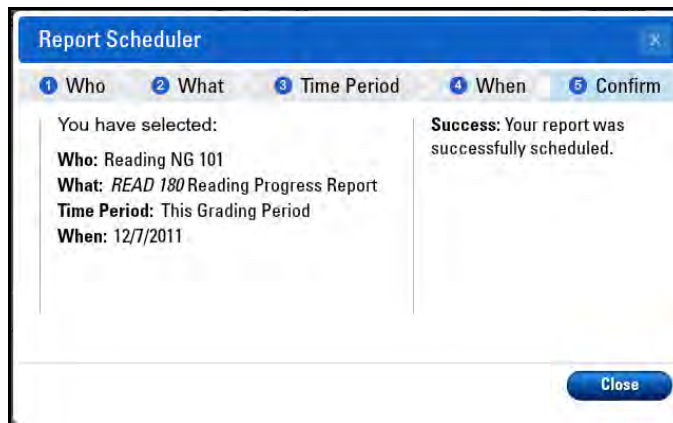 Report Scheduler
X
1 Who 2 What 3 Time Period 4 When 5 Confirm
You have selected:
Who: Reading NG 101
What: READ 180 Reading Progress Report
Time Period: This Grading Period
When: 12/7/2011
Success: Your report was
successfully scheduled.
Close